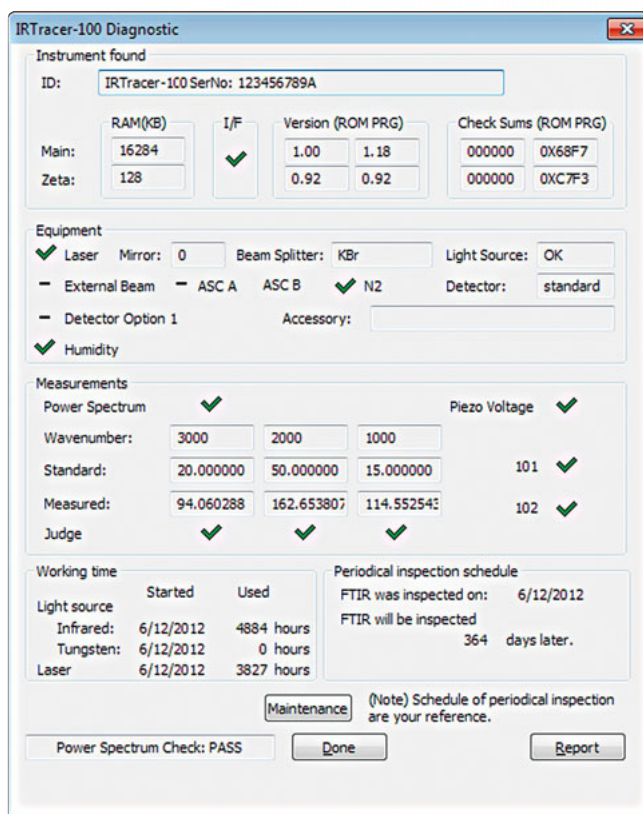 IRTracer-100 Diagnostic
Instrument found
ID: IRTracer-100 SerNo: 123456789A
RAM(KB) I/F Version (ROM PRG) Check Sums (ROM PRG)
Main: 16284 1.00 1.18 000000 0X68F7
Zeta: 128 0.92 0.92 000000 0XC7F3
Equipment
Laser Mirror: 0 Beam Splitter: KBr Light Source: OK
External Beam ASC A ASC B N2 Detector: standard
Detector Option 1 Accessory:
Humidity
Measurements
Power Spectrum Piezo Voltage
Wavenumber: 3000 2000 1000
Standard: 20.000000 50.000000 15.000000 101
Measured: 94.060288 162.653807 114.552543 102
Judge
Working time
Started Used
Light source
Infrared: 6/12/2012 4884 hours
Tungsten: 6/12/2012 0 hours
Laser 6/12/2012 3827 hours
Periodical inspection schedule
FTIR was inspected on: 6/12/2012
FTIR will be inspected
364 days later.
Maintenance
(Note) Schedule of periodical inspection
are your reference.
Power Spectrum Check: PASS Done Report